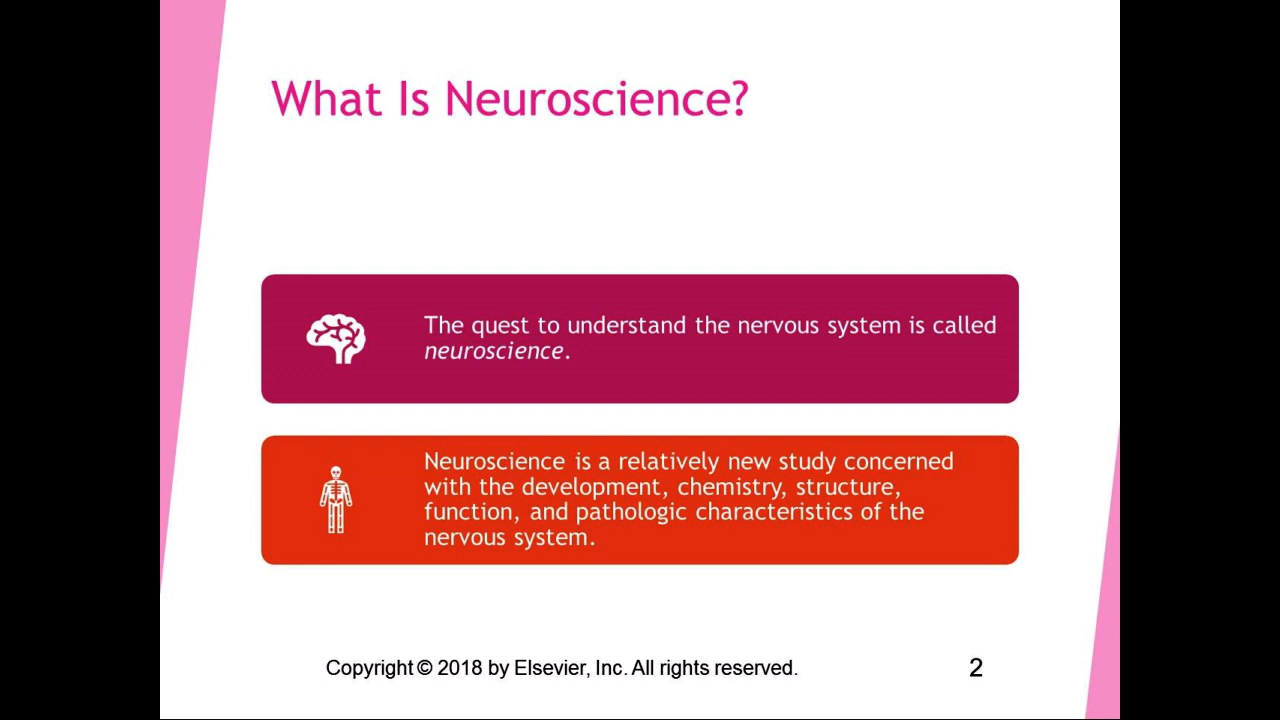 What Is Neuroscience?
The quest to understand the nervous system is called
neuroscience.
Neuroscience is a relatively new study concerned
with the development, chemistry, structure,
function, and pathologic characteristics of the
nervous system.
Copyright © 2018 by Elsevier, Inc. All rights reserved.
2